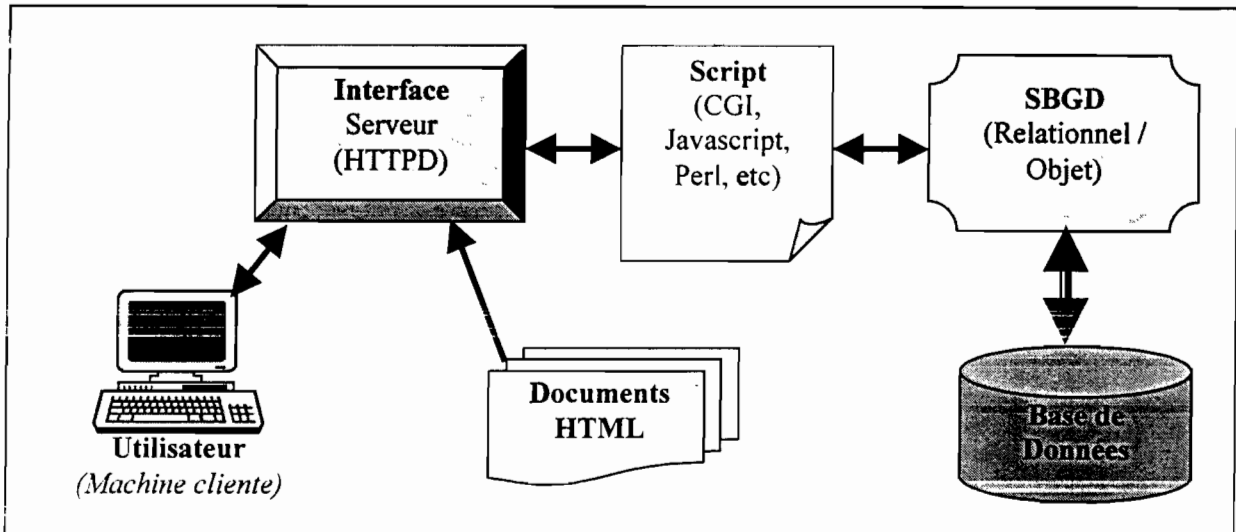 Interface
Serveur
(HTTPD)
Script
(CGI,
Javascript,
Perl, etc)
SBGD
(Relationnel /
Objet)
Utilisateur
(Machine cliente)
Documents
HTML
Base de
Données